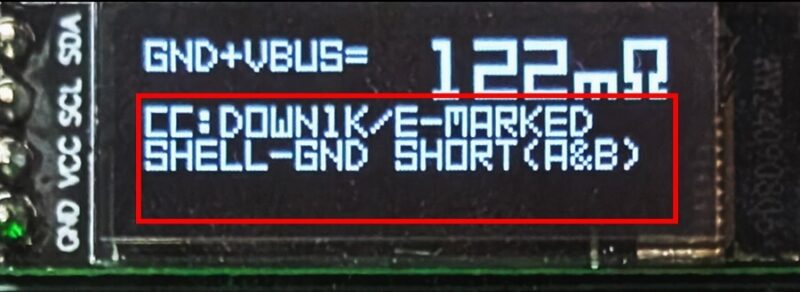 GND+VBUS= 122mΩ
CC:DOWN1K/E-MARKED
SHELL-GND SHORT(A&B)
GND VCC SCL SDA